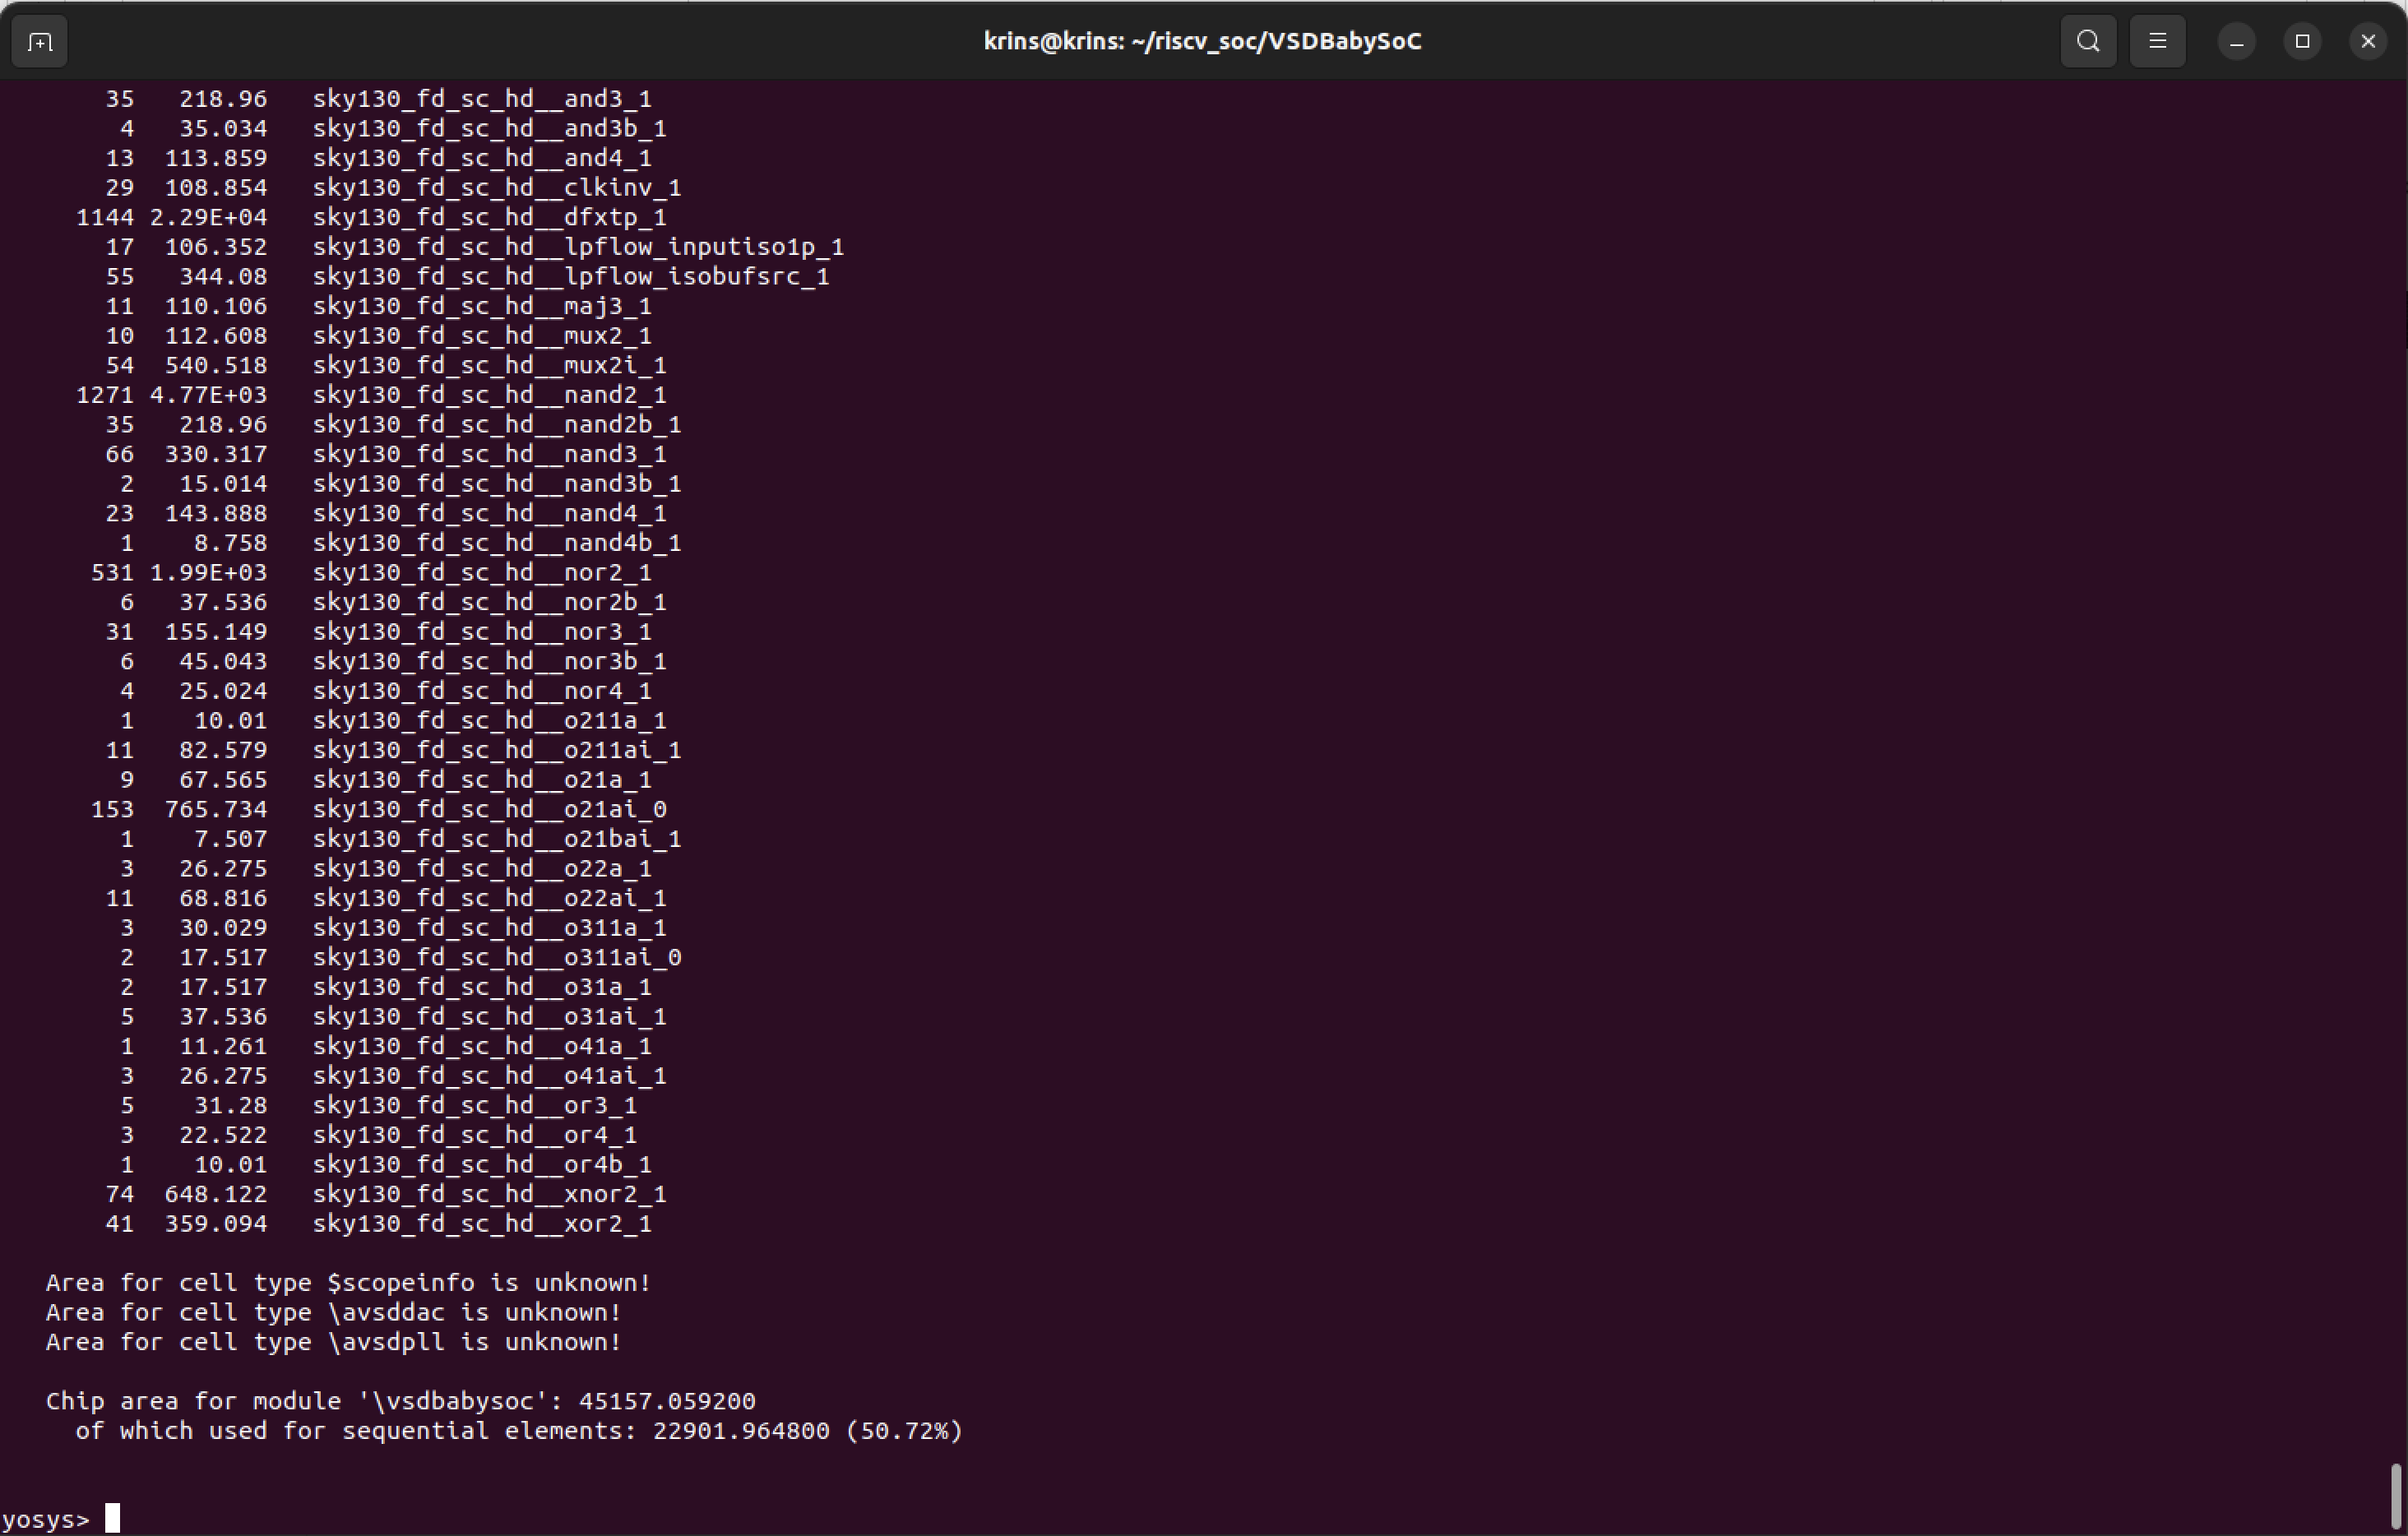 krins@krins: ~/riscv_soc/VSDBabySoC
35 218.96 sky130_fd_sc_hd__and3_1
4 35.034 sky130_fd_sc_hd__and3b_1
13 113.859 sky130_fd_sc_hd__and4_1
29 108.854 sky130_fd_sc_hd__clkinv_1
1144 2.29E+04 sky130_fd_sc_hd__dfxtp_1
17 106.352 sky130_fd_sc_hd__lpflow_inputiso1p_1
55 344.08 sky130_fd_sc_hd__lpflow_isobufsrc_1
11 110.106 sky130_fd_sc_hd__maj3_1
10 112.608 sky130_fd_sc_hd__mux2_1
54 540.518 sky130_fd_sc_hd__mux2i_1
1271 4.77E+03 sky130_fd_sc_hd__nand2_1
35 218.96 sky130_fd_sc_hd__nand2b_1
66 330.317 sky130_fd_sc_hd__nand3_1
2 15.014 sky130_fd_sc_hd__nand3b_1
23 143.888 sky130_fd_sc_hd__nand4_1
1 8.758 sky130_fd_sc_hd__nand4b_1
531 1.99E+03 sky130_fd_sc_hd__nor2_1
6 37.536 sky130_fd_sc_hd__nor2b_1
31 155.149 sky130_fd_sc_hd__nor3_1
6 45.043 sky130_fd_sc_hd__nor3b_1
4 25.024 sky130_fd_sc_hd__nor4_1
1 10.01 sky130_fd_sc_hd__o211a_1
11 82.579 sky130_fd_sc_hd__o211ai_1
9 67.565 sky130_fd_sc_hd__o21a_1
153 765.734 sky130_fd_sc_hd__o21ai_0
1 7.507 sky130_fd_sc_hd__o21bai_1
3 26.275 sky130_fd_sc_hd__o22a_1
11 68.816 sky130_fd_sc_hd__o22ai_1
3 30.029 sky130_fd_sc_hd__o311a_1
2 17.517 sky130_fd_sc_hd__o311ai_0
2 17.517 sky130_fd_sc_hd__o31a_1
5 37.536 sky130_fd_sc_hd__o31ai_1
1 11.261 sky130_fd_sc_hd__o41a_1
3 26.275 sky130_fd_sc_hd__o41ai_1
5 31.28 sky130_fd_sc_hd__or3_1
3 22.522 sky130_fd_sc_hd__or4_1
1 10.01 sky130_fd_sc_hd__or4b_1
74 648.122 sky130_fd_sc_hd__xnor2_1
41 359.094 sky130_fd_sc_hd__xor2_1
Area for cell type $scopeinfo is unknown!
Area for cell type \avsddac is unknown!
Area for cell type \avsdpll is unknown!
Chip area for module '\vsdbabysoc': 45157.059200
of which used for sequential elements: 22901.964800 (50.72%)
yosys>